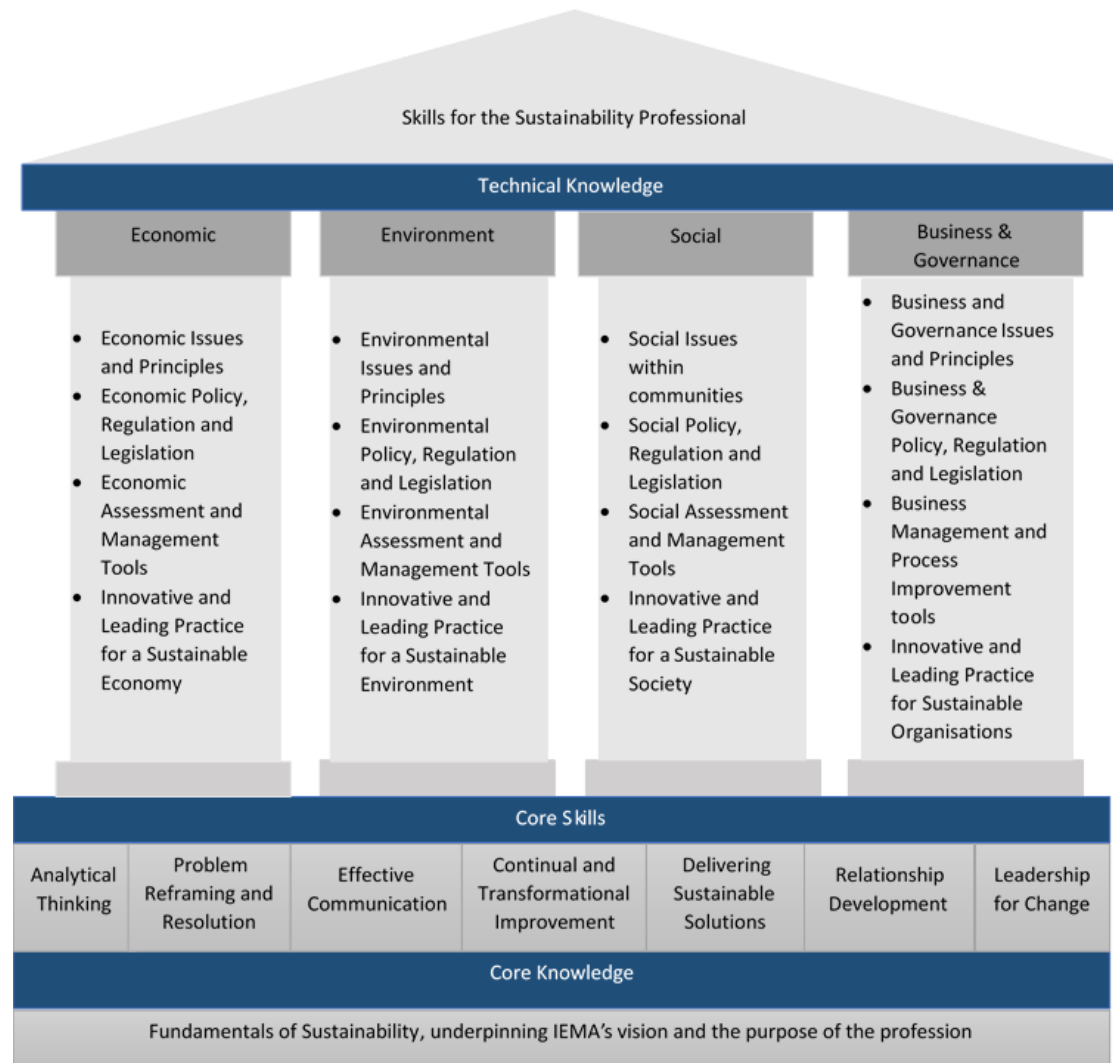 Skills for the Sustainability Professional
Technical Knowledge
Economic
• Economic Issues
and Principles
• Economic Policy,
Regulation and
Legislation
• Economic
Assessment and
Management
Tools
• Innovative and
Leading Practice
for a Sustainable
Economy
Environment
• Environmental
Issues and
Principles
• Environmental
Policy, Regulation
and Legislation
• Environmental
Assessment and
Management Tools
• Innovative and
Leading Practice
for a Sustainable
Environment
Social
• Social Issues
within
communities
• Social Policy,
Regulation and
Legislation
• Social Assessment
and Management
Tools
• Innovative and
Leading Practice
for a Sustainable
Society
Business &
Governance
• Business and
Governance Issues
and Principles
• Business &
Governance
Policy, Regulation
and Legislation
• Business
Management and
Process
Improvement
tools
• Innovative and
Leading Practice
for Sustainable
Organisations
Core Skills
Analytical
Thinking
Problem
Reframing and
Resolution
Effective
Communication
Continual and
Transformational
Improvement
Delivering
Sustainable
Solutions
Relationship
Development
Leadership
for Change
Core Knowledge
Fundamentals of Sustainability, underpinning IEMA’s vision and the purpose of the profession